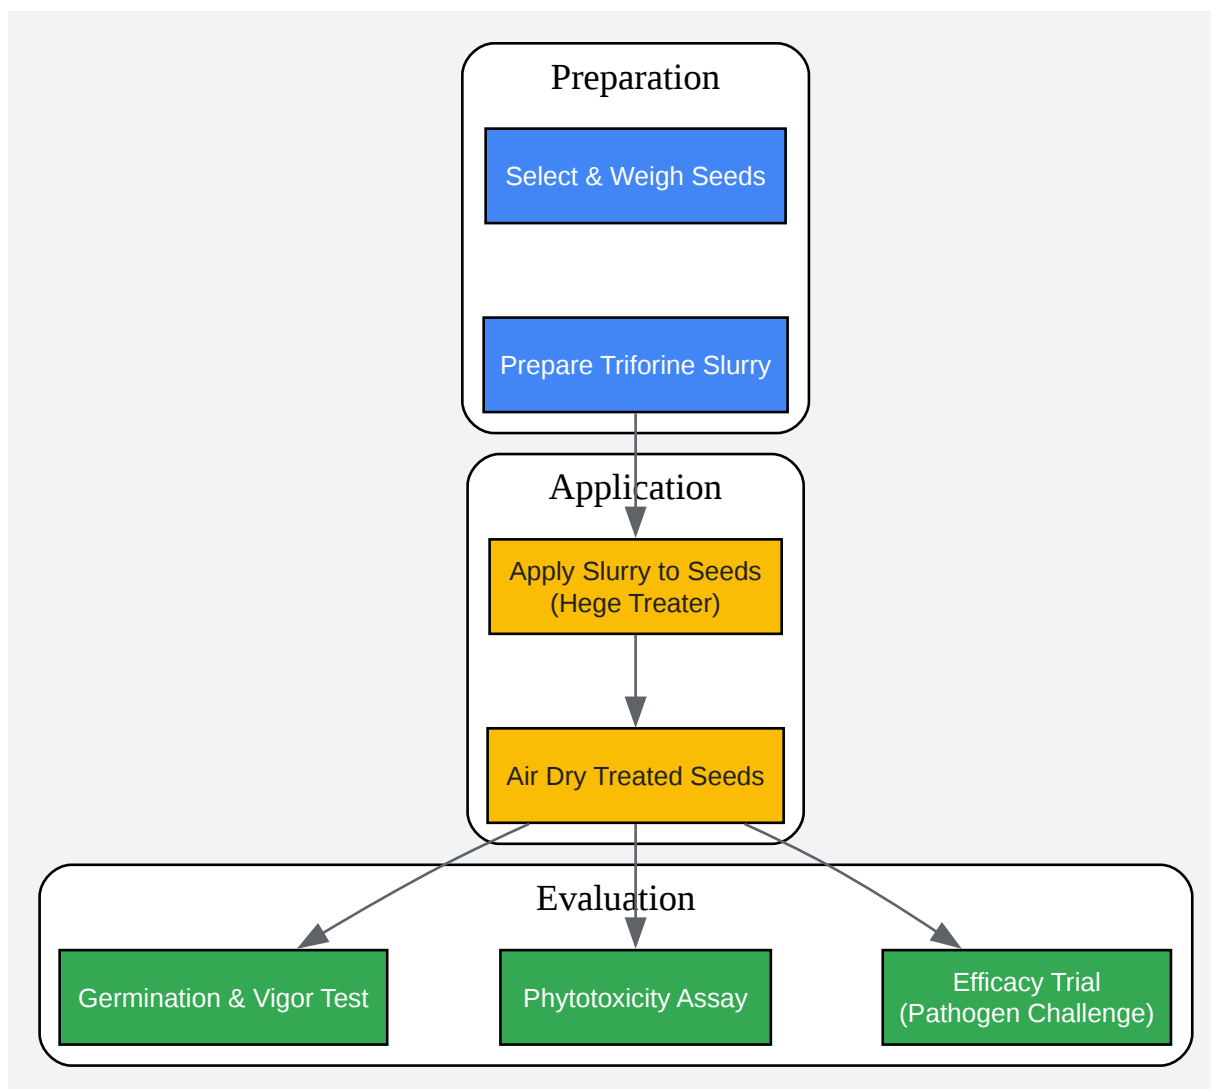 Preparation
Select & Weigh Seeds
Prepare Triforine Slurry
Application
Apply Slurry to Seeds
(Hege Treater)
Air Dry Treated Seeds
Evaluation
Germination & Vigor Test
Phytotoxicity Assay
Efficacy Trial
(Pathogen Challenge)